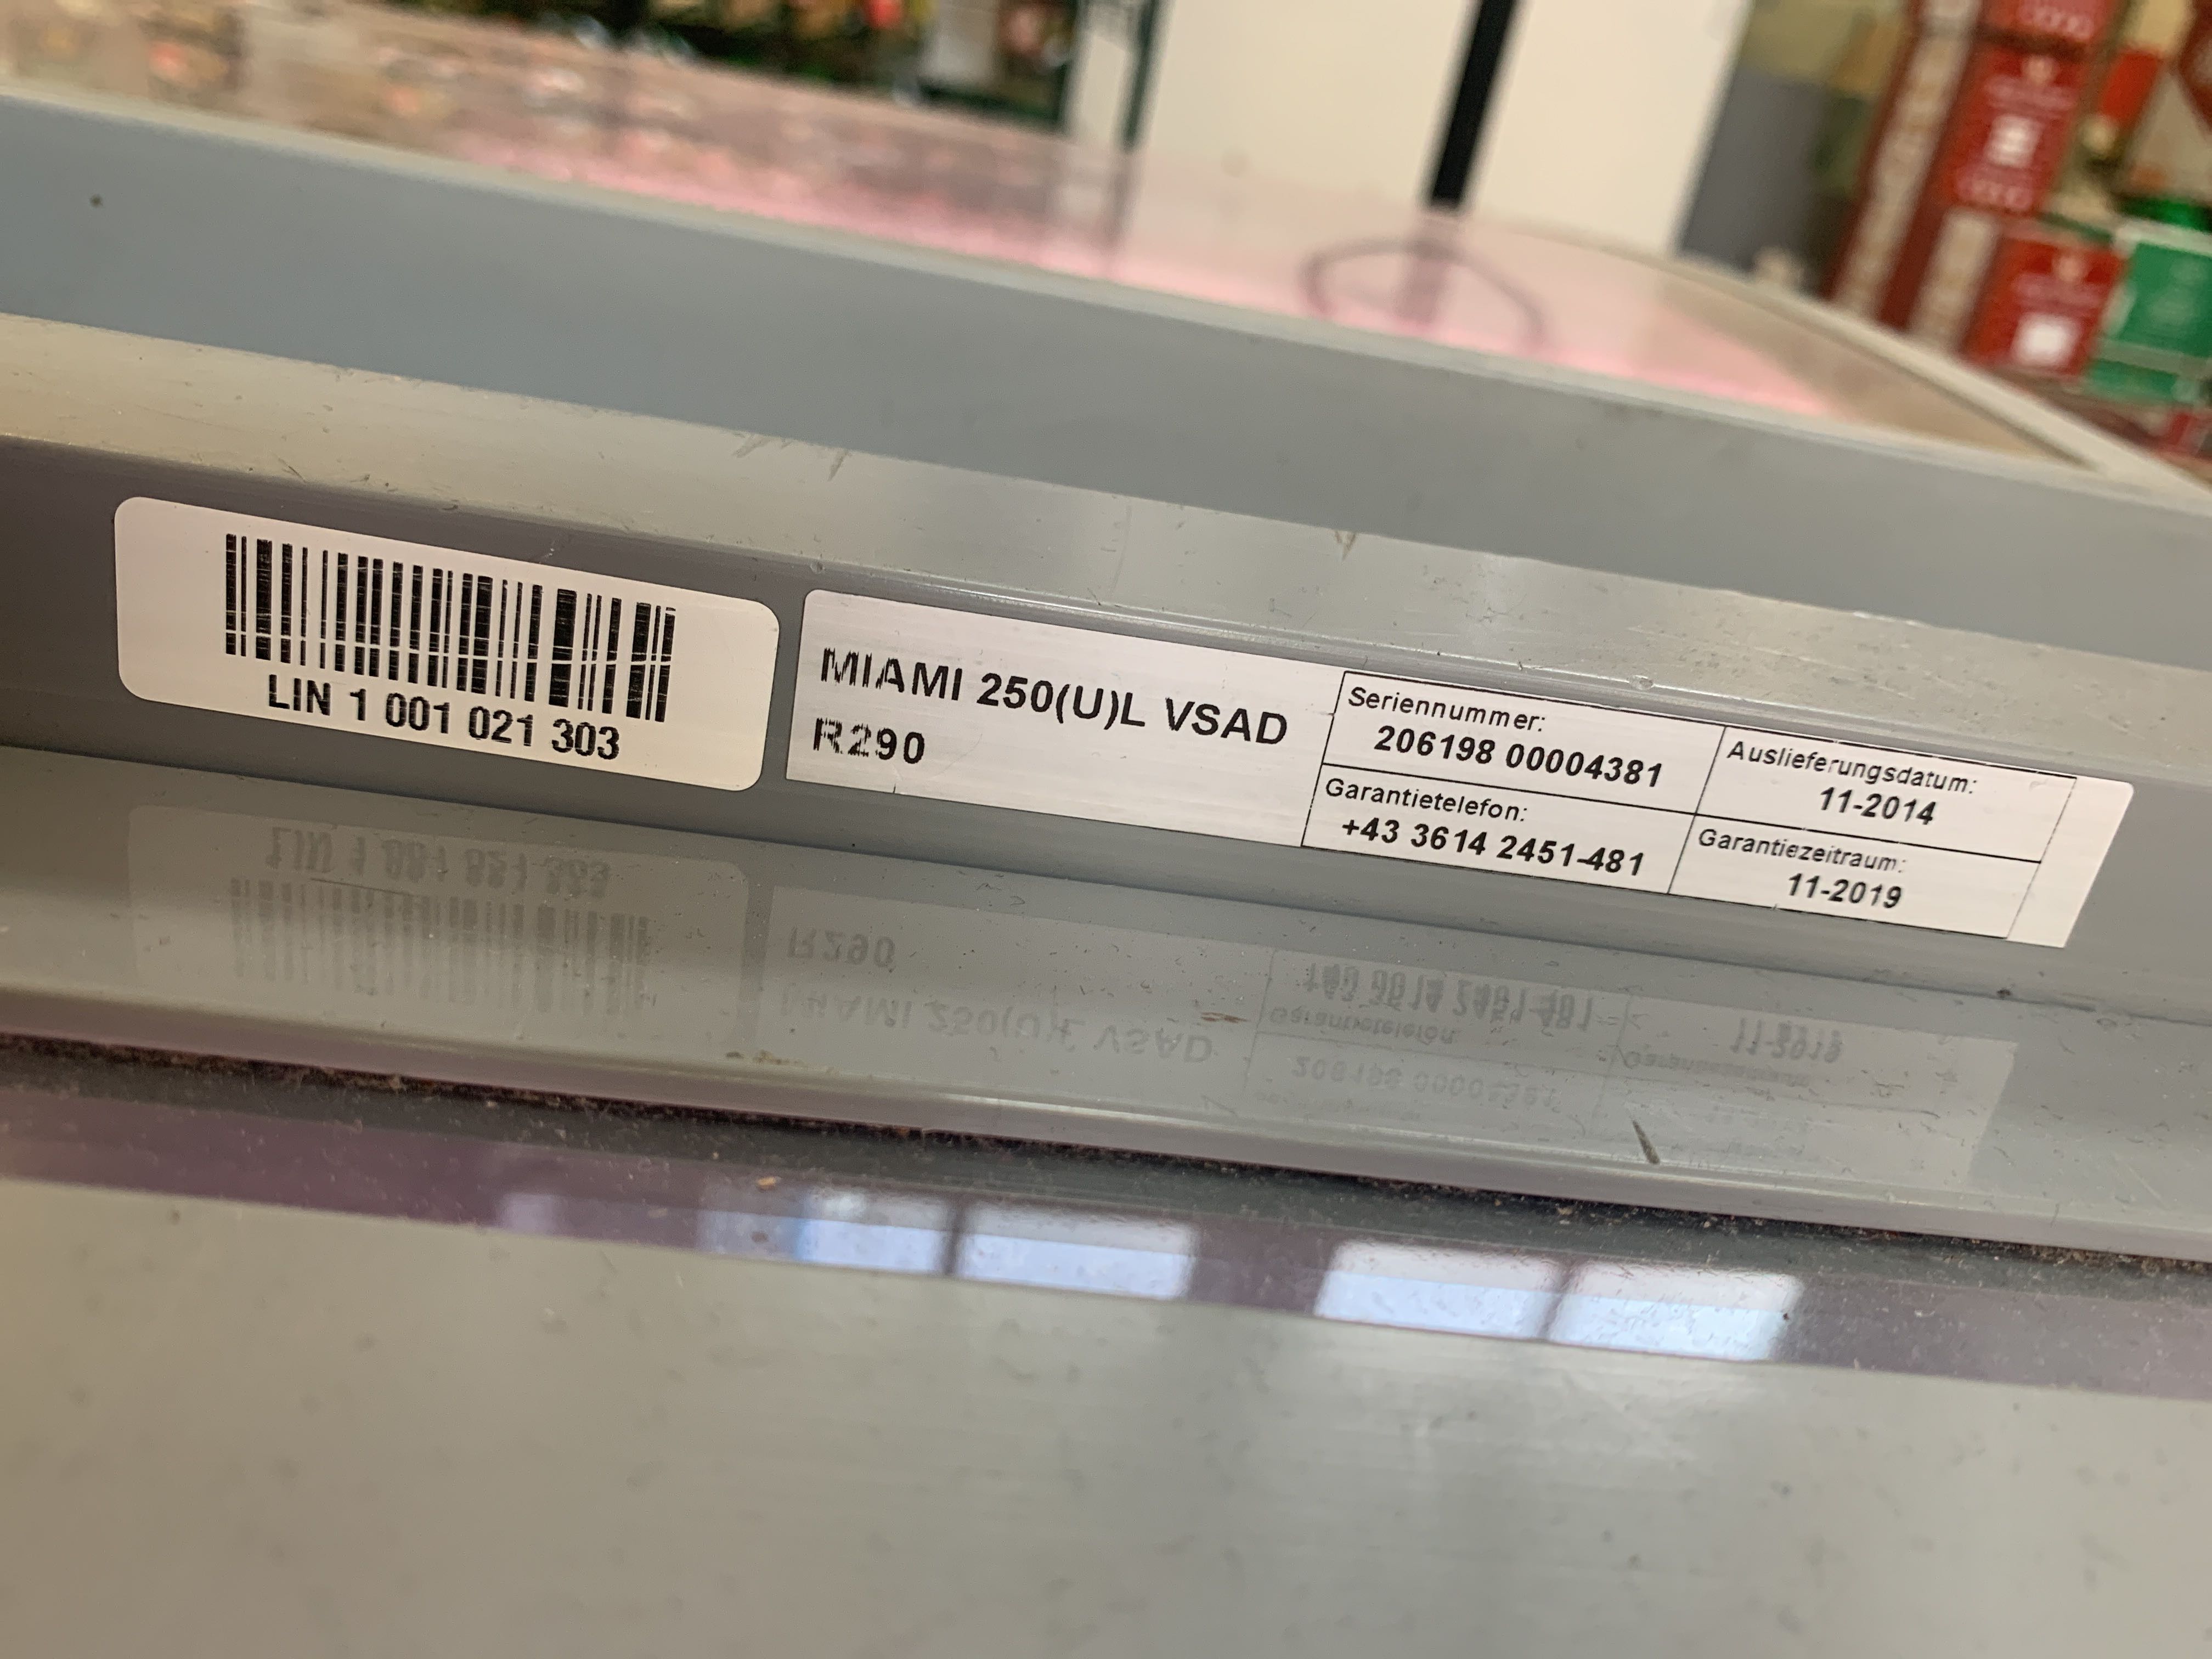 LIN 1 001 021 303
MIAMI 250(U)L VSAD
R290
Seriennummer:
206198 00004381
Garantietelefon:
+43 3614 2451-481
Auslieferungsdatum:
11-2014
Garantiezeitraum:
11-2019